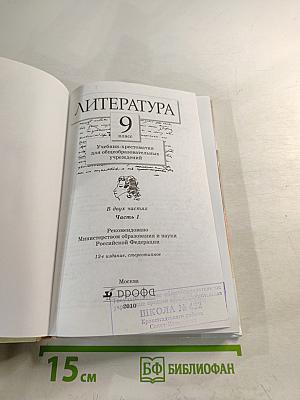 ЛИТЕРАТУРА
9
класс
Учебник-хрестоматия
для общеобразовательных
учреждений
В двух частях
Часть 1
Рекомендовано
Министерством образования и науки
Российской Федерации
12-е издание, стереотипное
Москва
ДРОФА
2010
ШКОЛА №
15 см
БФ БИБЛИОФАН